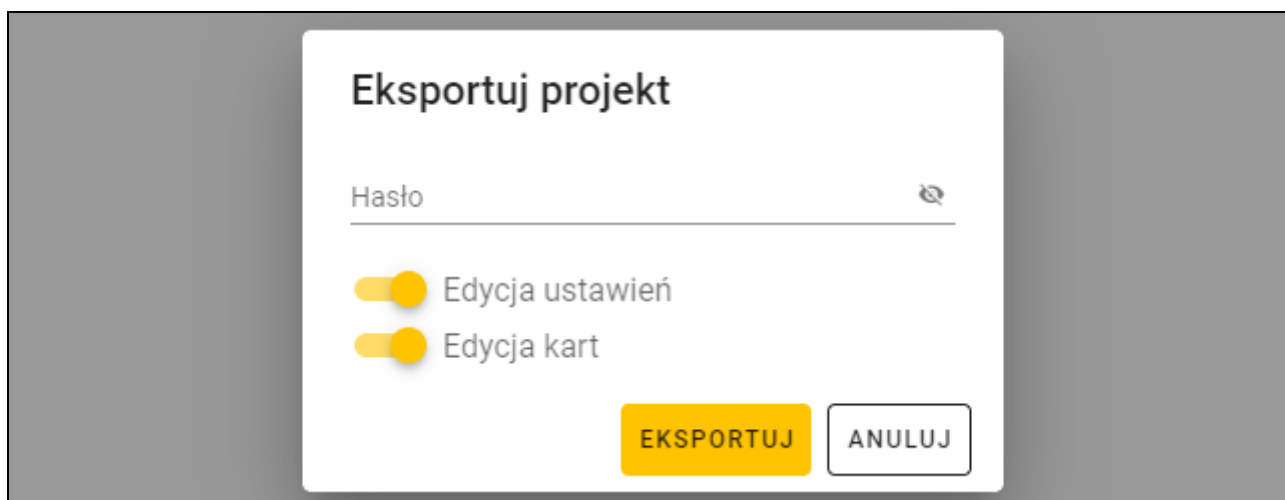 Eksportuj projekt
Hasło
Edycja ustawień
Edycja kart
EKSPORTUJ ANULUJ